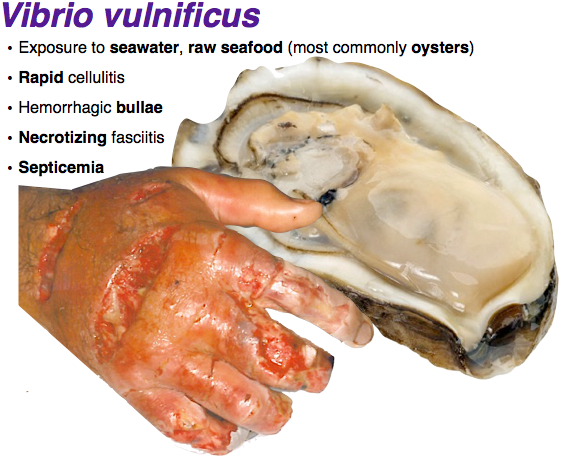 Vibrio vulnificus
• Exposure to seawater, raw seafood (most commonly oysters)
• Rapid cellulitis
• Hemorrhagic bullae
• Necrotizing fasciitis
• Septicemia